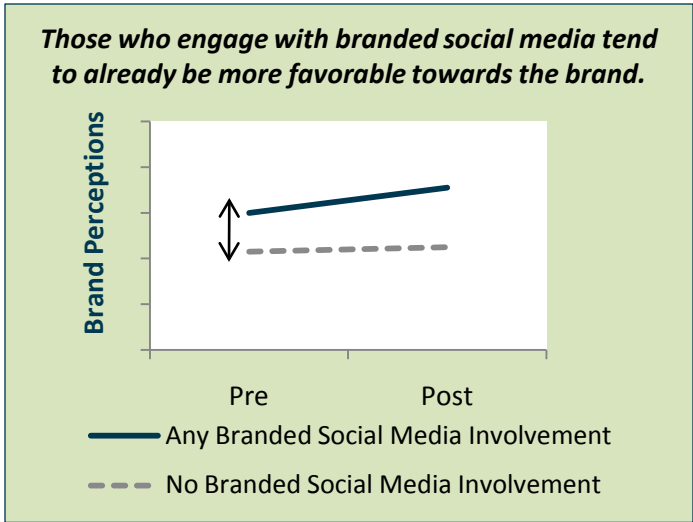 Those who engage with branded social media tend
to already be more favorable towards the brand.
Brand Perceptions
Pre Post
Any Branded Social Media Involvement
No Branded Social Media Involvement